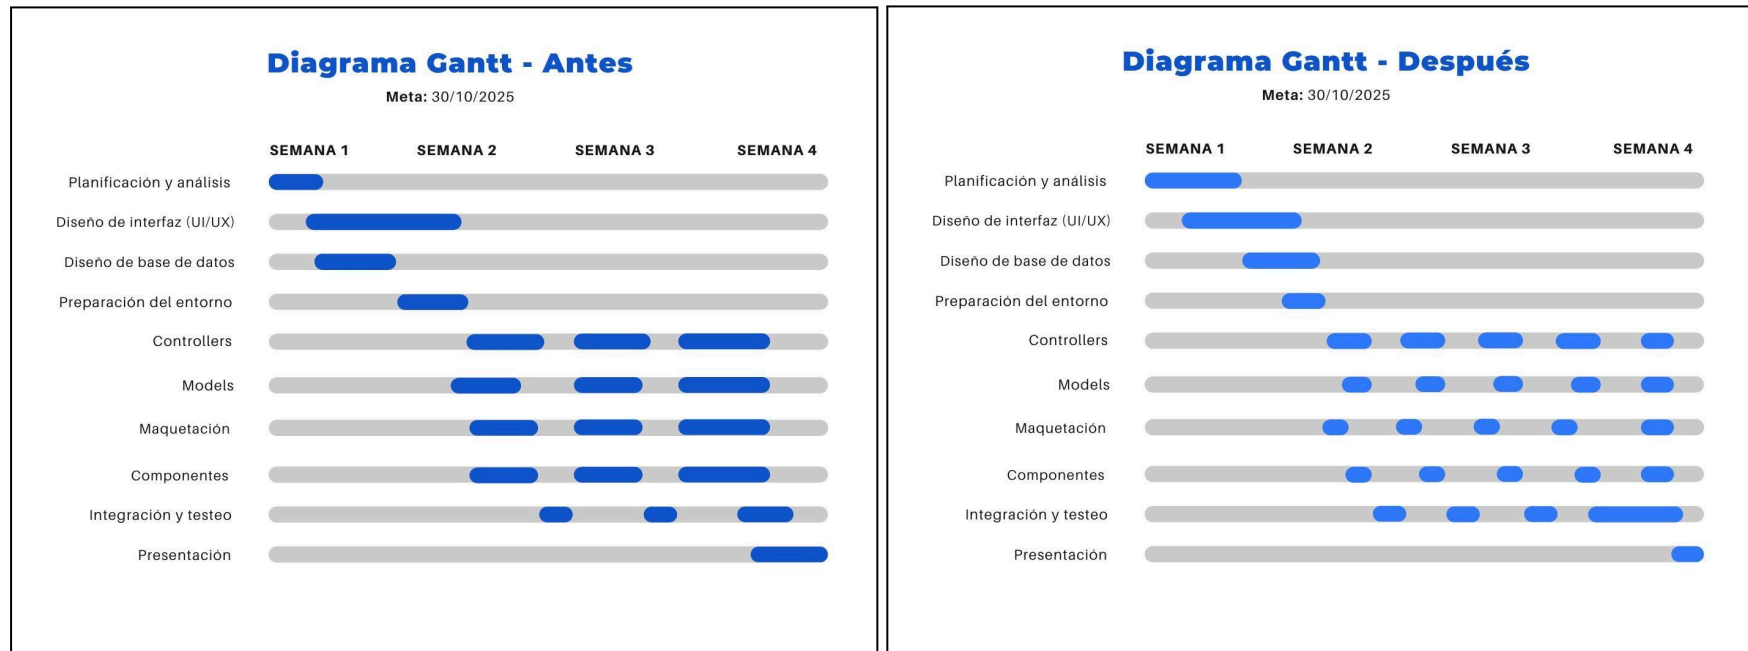 Diagrama Gantt - Antes
Meta: 30/10/2025
SEMANA 1 SEMANA 2 SEMANA 3 SEMANA 4
Planificación y análisis
Diseño de interfaz (UI/UX)
Diseño de base de datos
Preparación del entorno
Controllers
Models
Maquetación
Componentes
Integración y testeo
Presentación
Diagrama Gantt - Después
Meta: 30/10/2025
SEMANA 1 SEMANA 2 SEMANA 3 SEMANA 4
Planificación y análisis
Diseño de interfaz (UI/UX)
Diseño de base de datos
Preparación del entorno
Controllers
Models
Maquetación
Componentes
Integración y testeo
Presentación